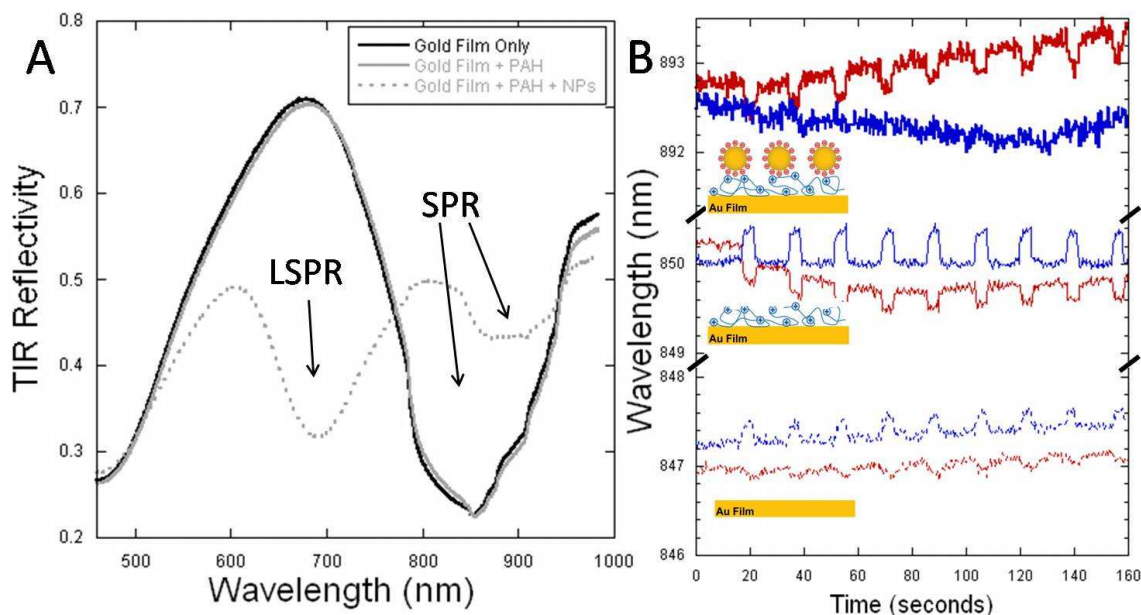 A
TIR Reflectivity
0.8
0.7
0.6
0.5
0.4
0.3
0.2
500
600
700
800
900
1000
Wavelength (nm)
Gold Film Only
Gold Film + PAH
Gold Film + PAH + NPs
LSPR
SPR
B
Wavelength (nm)
893
892
850
849
848
847
846
Au Film
Au Film
Au Film
0
20
40
60
80
100
120
140
160
Time (seconds)